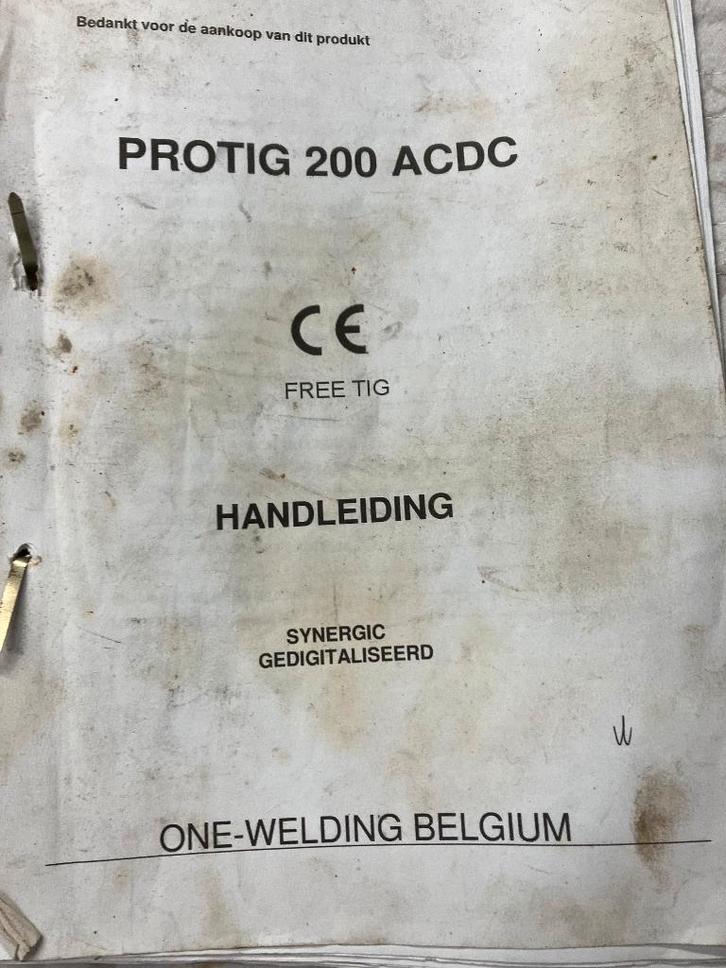 Bedankt voor de aankoop van dit produkt
PROTIG 200 ACDC
CE
FREE TIG
HANDLEIDING
SYNERGIC
GEDIGITALISEERD
ONE-WELDING BELGIUM